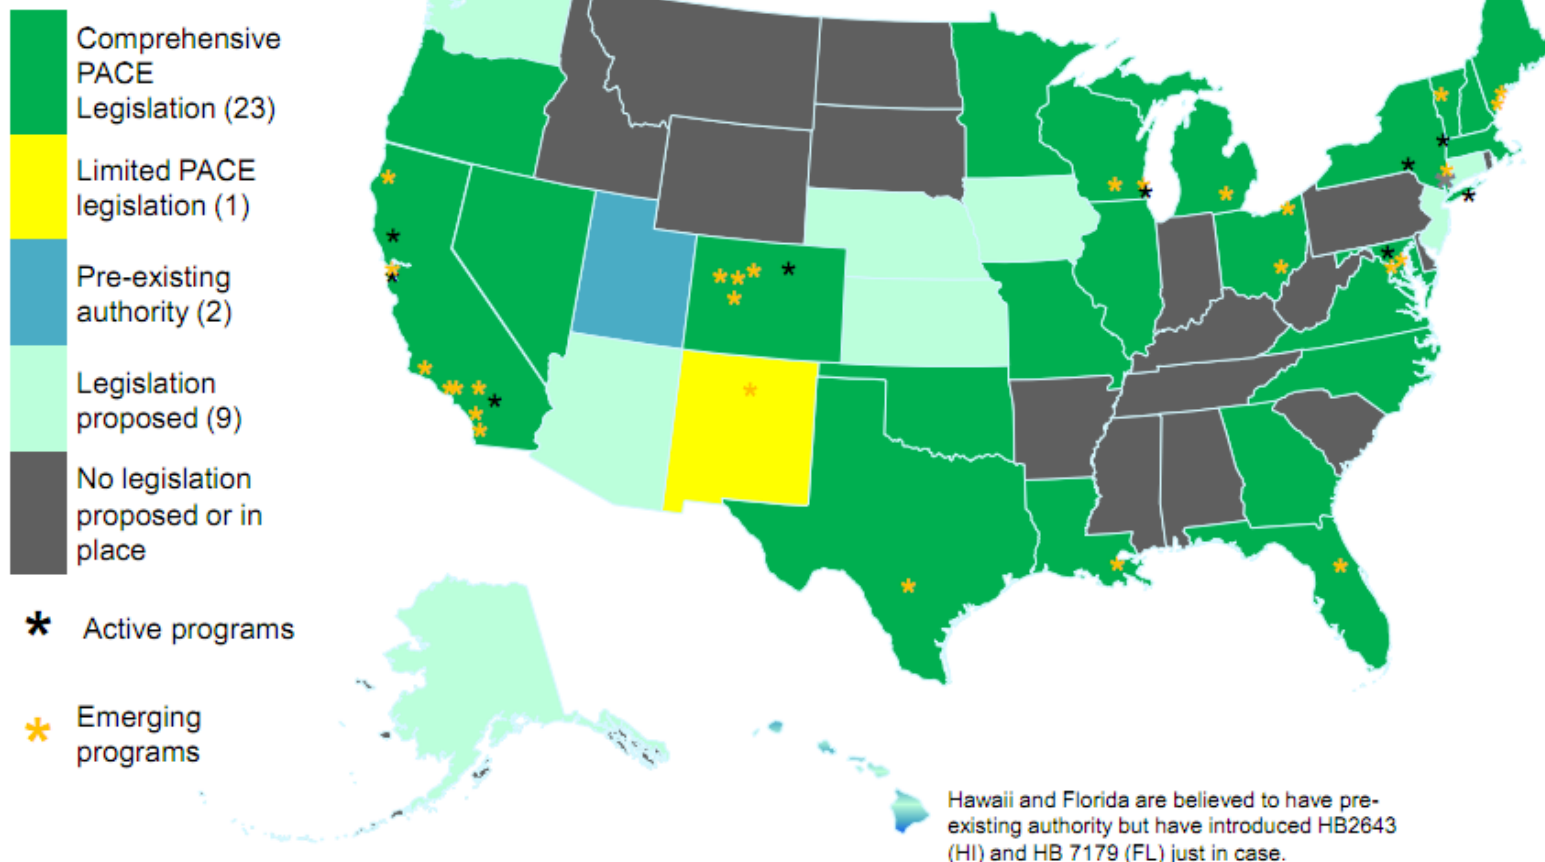 Comprehensive
PACE
Legislation (23)
Limited PACE
legislation (1)
Pre-existing
authority (2)
Legislation
proposed (9)
No legislation
proposed or in
place
* Active programs
* Emerging
programs
Hawaii and Florida are believed to have pre-
existing authority but have introduced HB2643
(HI) and HB 7179 (FL) just in case.